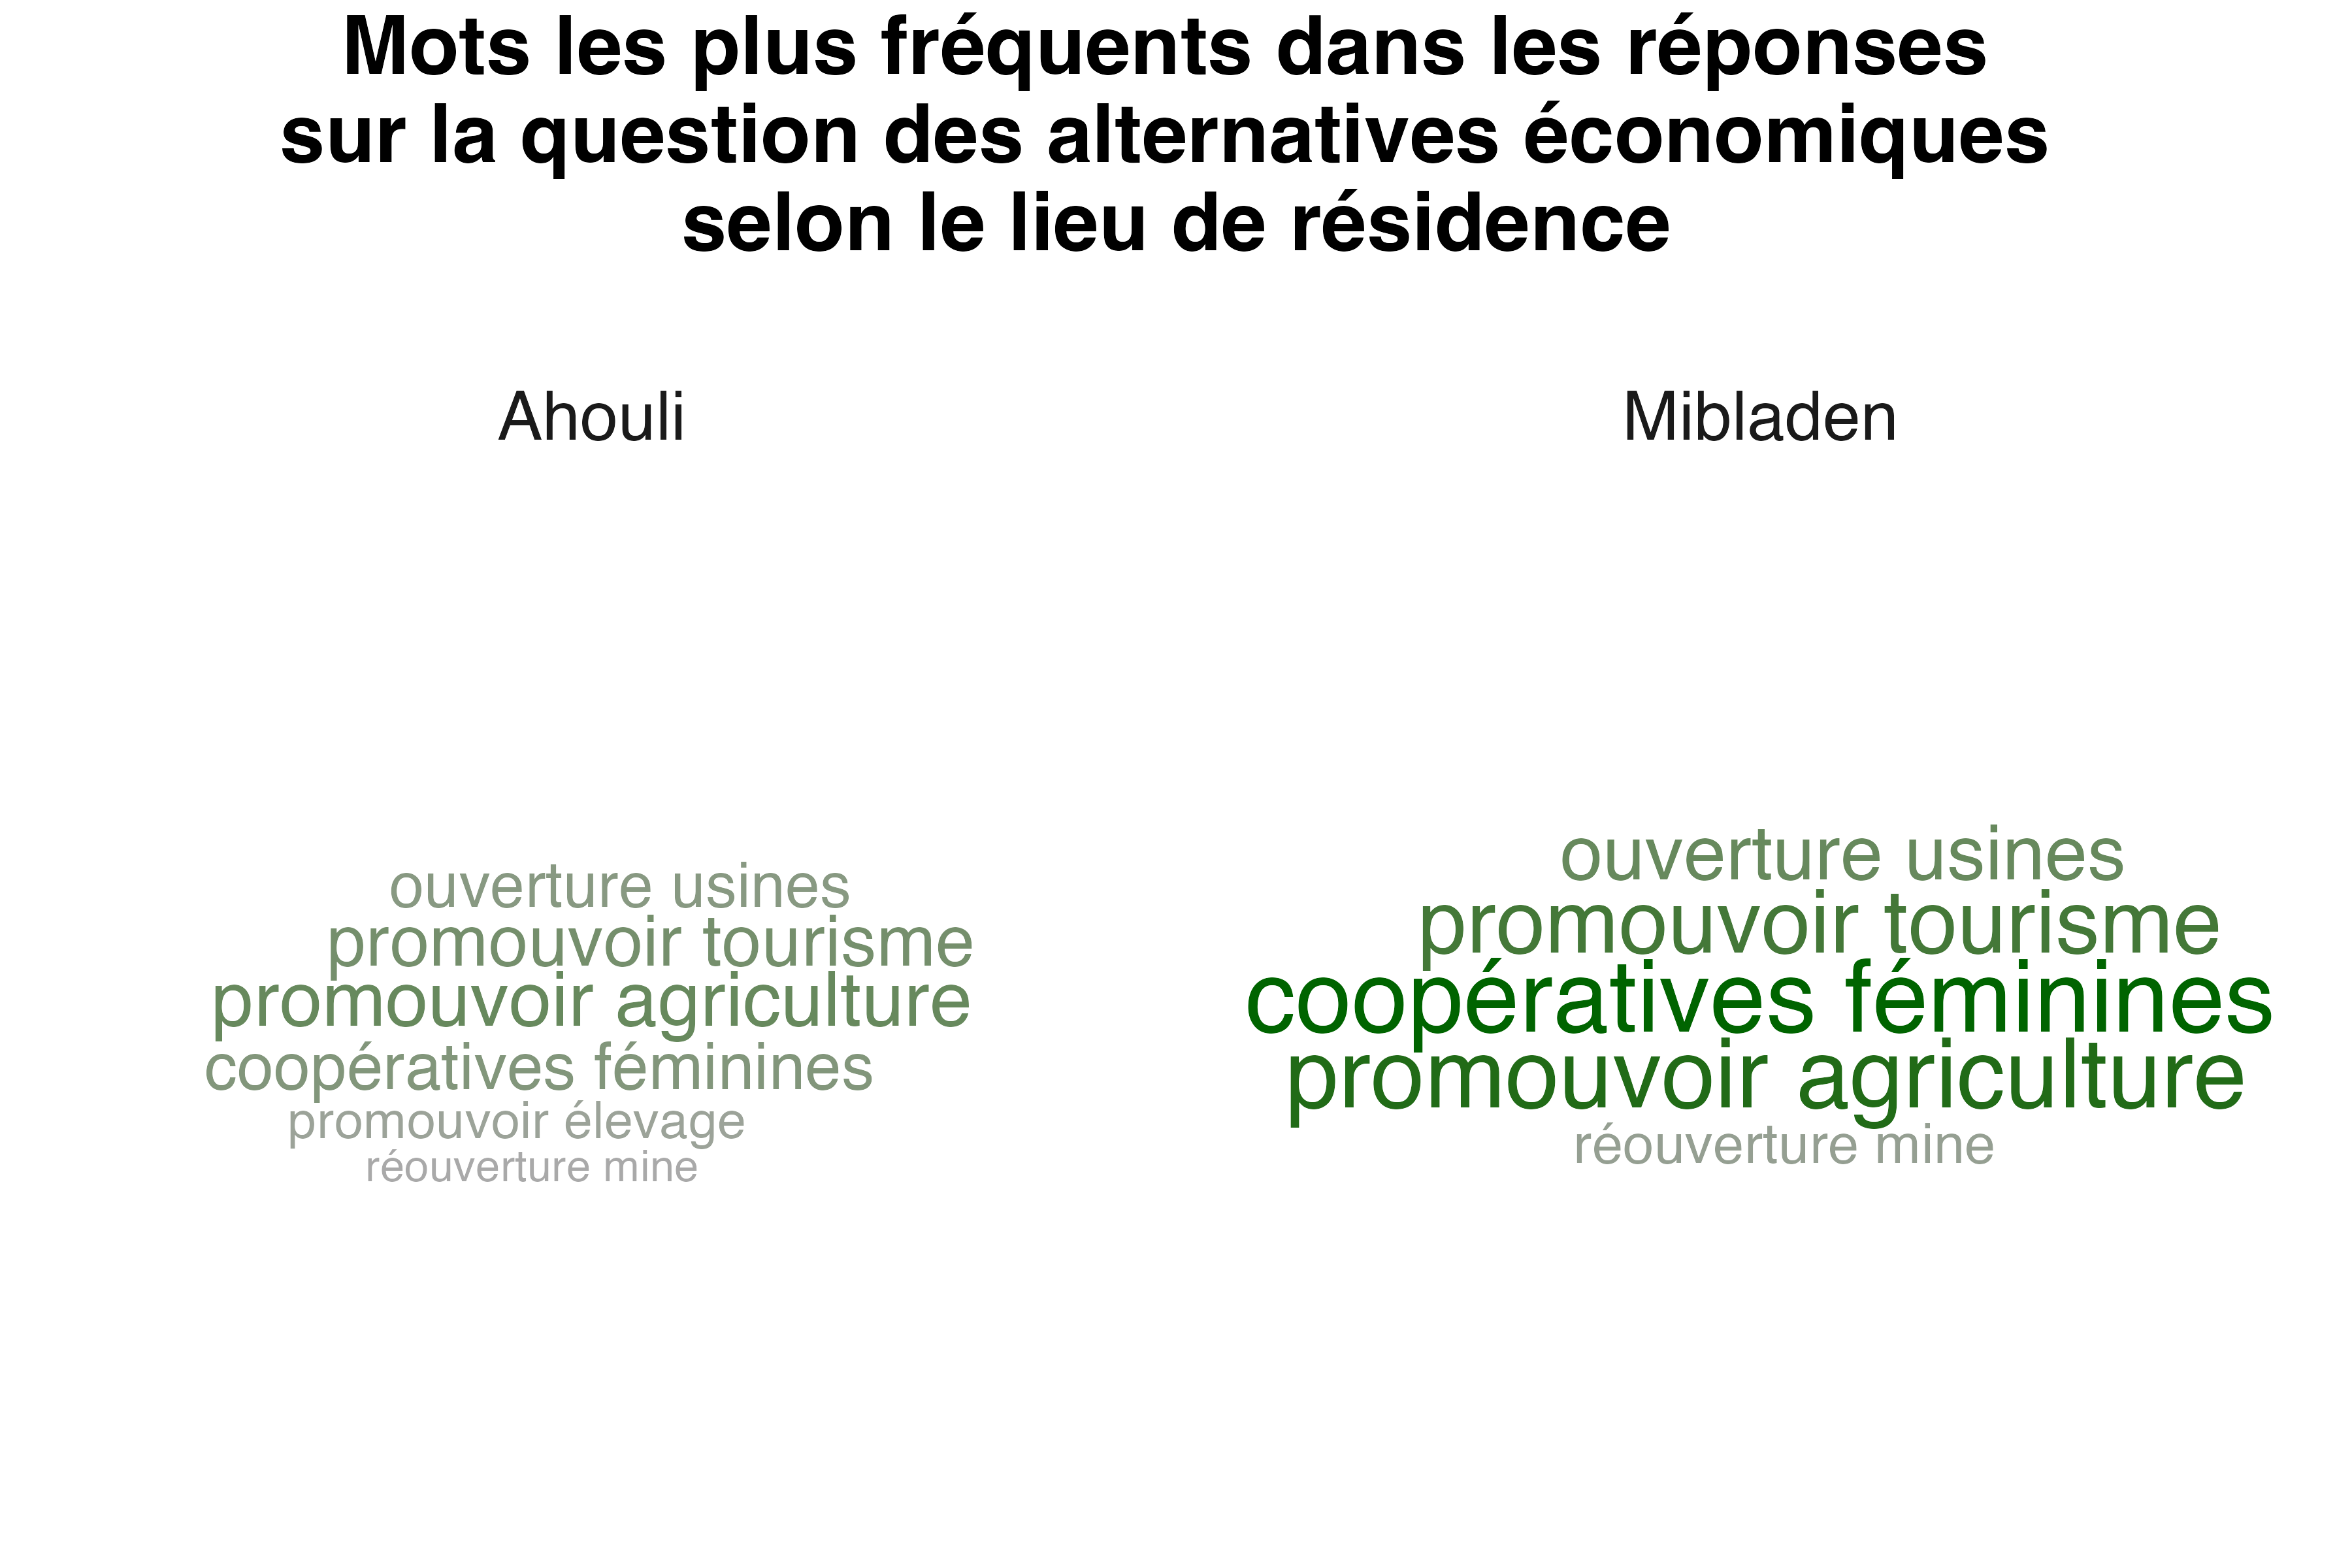 Mots les plus fréquents dans les réponses
sur la question des alternatives économiques
selon le lieu de résidence
Ahouli
ouverture usines
promouvoir tourisme
promouvoir agriculture
coopératives féminines
promouvoir élevage
réouverture mine
Mibladen
ouverture usines
promouvoir tourisme
coopératives féminines
promouvoir agriculture
réouverture mine